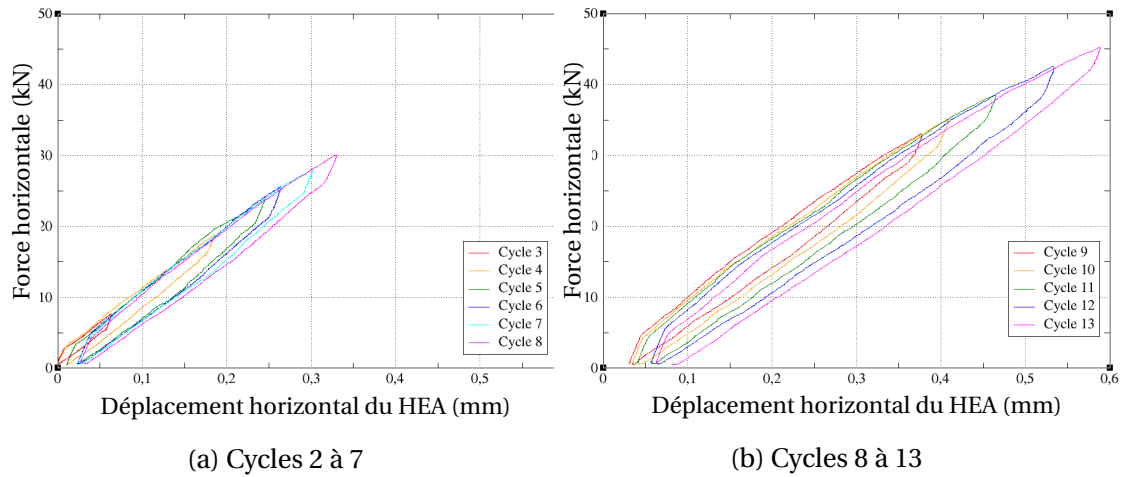 50
40
30
20
10
0
0
0,1
0,2
0,3
0,4
0,5
Force horizontale (kN)
Déplacement horizontal du HEA (mm)
Cycle 3
Cycle 4
Cycle 5
Cycle 6
Cycle 7
Cycle 8
(a) Cycles 2 à 7
50
40
0
0
10
0
0
0,1
0,2
0,3
0,4
0,5
0,6
Force horizontale (kN)
Déplacement horizontal du HEA (mm)
Cycle 9
Cycle 10
Cycle 11
Cycle 12
Cycle 13
(b) Cycles 8 à 13